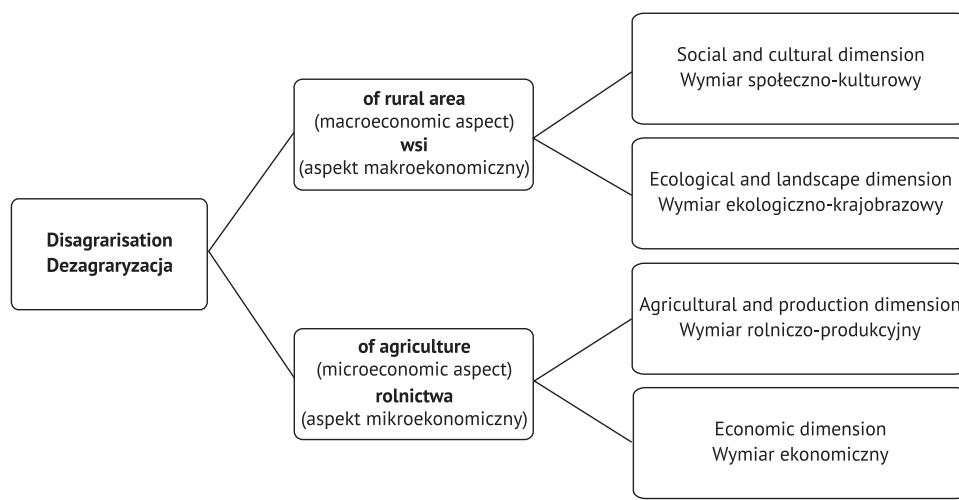 Disagrarisation
Dezagraryzacja
of rural area
(macroeconomic aspect)
wsi
(aspekt makroekonomiczny)
of agriculture
(microeconomic aspect)
rolnictwa
(aspekt mikroekonomiczny)
Social and cultural dimension
Wymiar społeczno-kulturowy
Ecological and landscape dimension
Wymiar ekologiczno-krajobrazowy
Agricultural and production dimension
Wymiar rolniczo-produkcyjny
Economic dimension
Wymiar ekonomiczny